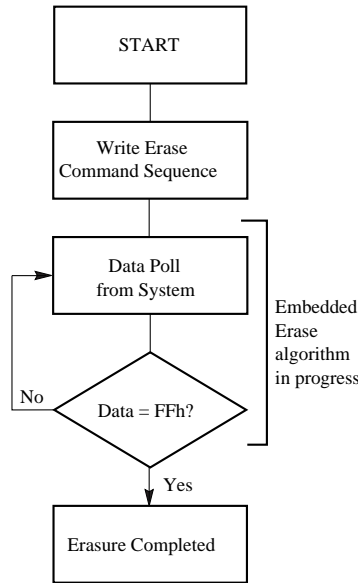 START
Write Erase
Command Sequence
Data Poll
from System
Embedded
Erase
algorithm
in progress
No
Data = FFh?
Yes
Erasure Completed